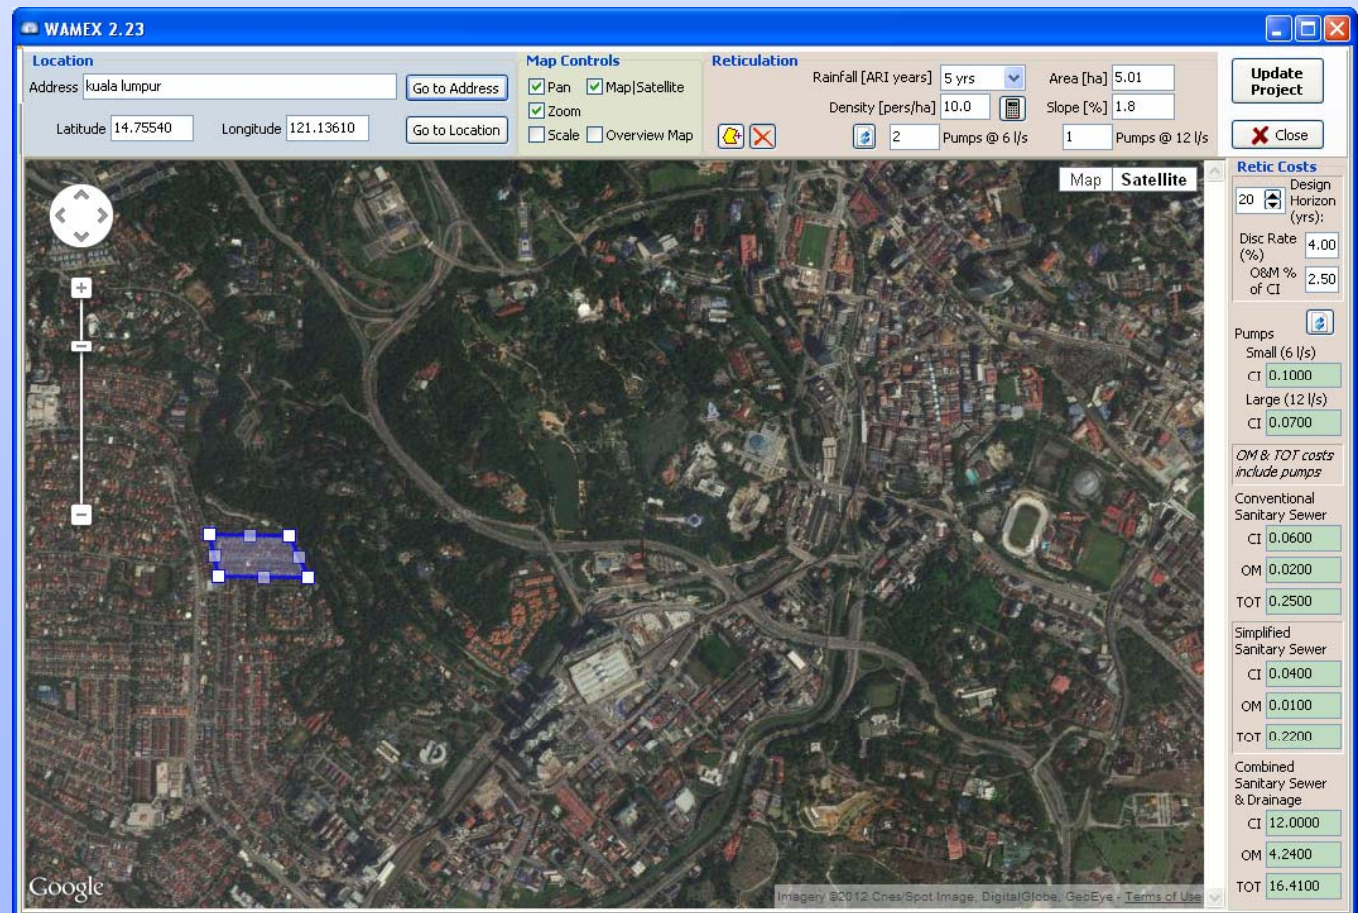 WAMEX 2.23
Location
Address kuala lumpur Go to Address
Latitude 14.75540 Longitude 121.13610 Go to Location
Map Controls
Pan Map|Satellite
Zoom
Scale Overview Map
Reticulation
Rainfall [ARI years] 5 yrs Area [ha] 5.01
Density [pers/ha] 10.0 Slope [%] 1.8
2 Pumps @ 6 l/s 1 Pumps @ 12 l/s
Update
Project
Close
Map Satellite
Retic Costs
20 Design
Horizon
(yrs):
Disc Rate
(%) 4.00
O&M %
of CI 2.50
Pumps
Small (6 l/s)
CI 0.1000
Large (12 l/s)
CI 0.0700
OM & TOT costs
include pumps
Conventional
Sanitary Sewer
CI 0.0600
OM 0.0200
TOT 0.2500
Simplified
Sanitary Sewer
CI 0.0400
OM 0.0100
TOT 0.2200
Combined
Sanitary Sewer
& Drainage
CI 12.0000
OM 4.2400
TOT 16.4100
Google
Imagery ©2012 Cnes/Spot Image, DigitalGlobe, GeoEye - Terms of Use